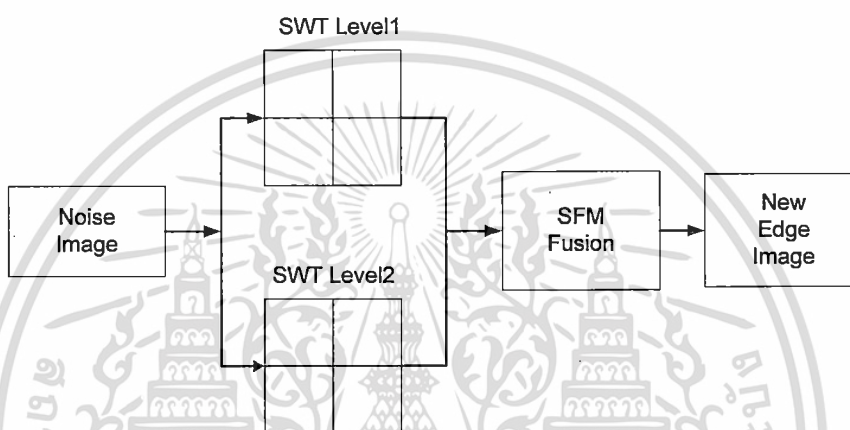 SWT Level1
Noise
Image
SWT Level2
SFM
Fusion
New
Edge
Image